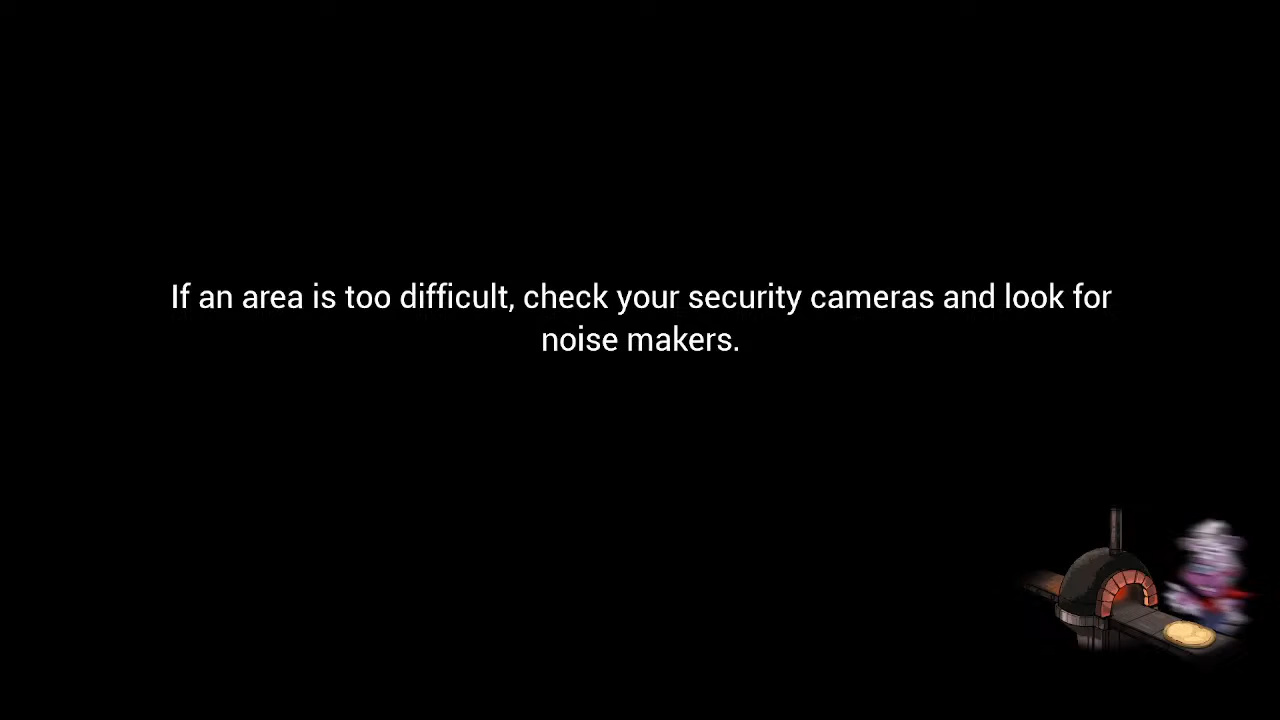 If an area is too difficult, check your security cameras and look for
noise makers.